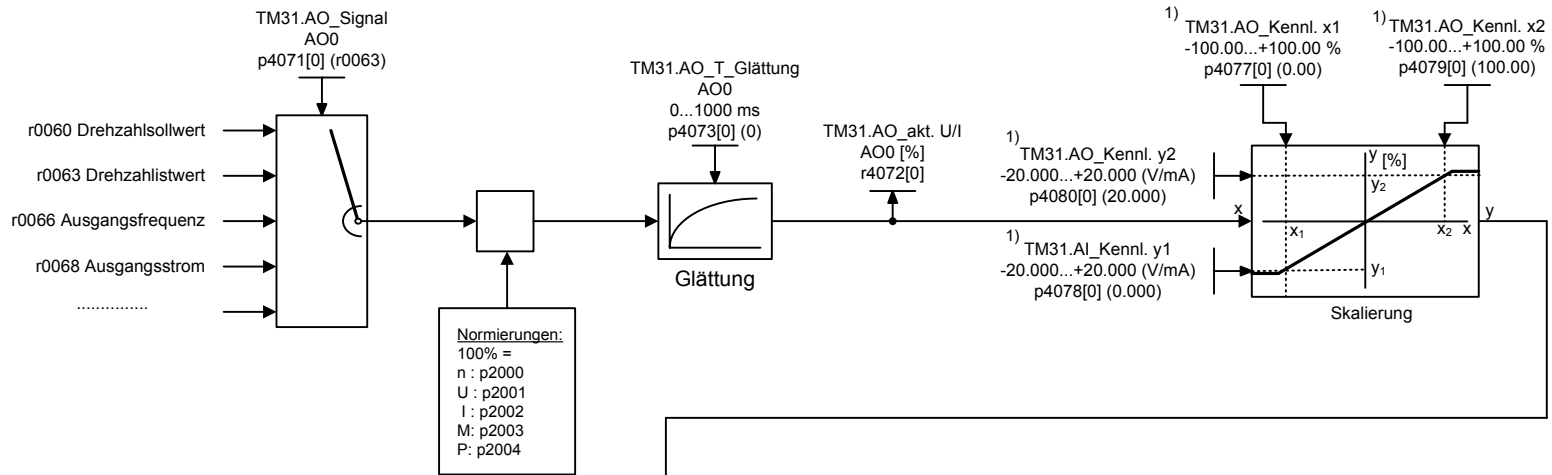 TM31.AO_Signal
AO0
p4071[0] (r0063)
r0060 Drehzahlsollwert
r0063 Drehzahlistwert
r0066 Ausgangsfrequenz
r0068 Ausgangsstrom
...............
Normierungen:
100% =
n : p2000
U : p2001
I : p2002
M: p2003
P: p2004
TM31.AO_T_Glättung
AO0
0...1000 ms
p4073[0] (0)
Glättung
TM31.AO_akt. U/I
AO0 [%]
r4072[0]
1) TM31.AO_Kennl. y2
-20.000...+20.000 (V/mA)
p4080[0] (20.000)
1) TM31.AI_Kennl. y1
-20.000...+20.000 (V/mA)
p4078[0] (0.000)
1) TM31.AO_Kennl. x1
-100.00...+100.00 %
p4077[0] (0.00)
1) TM31.AO_Kennl. x2
-100.00...+100.00 %
p4079[0] (100.00)
y [%]
y2
x
x1
x2 x
y
y1
Skalierung